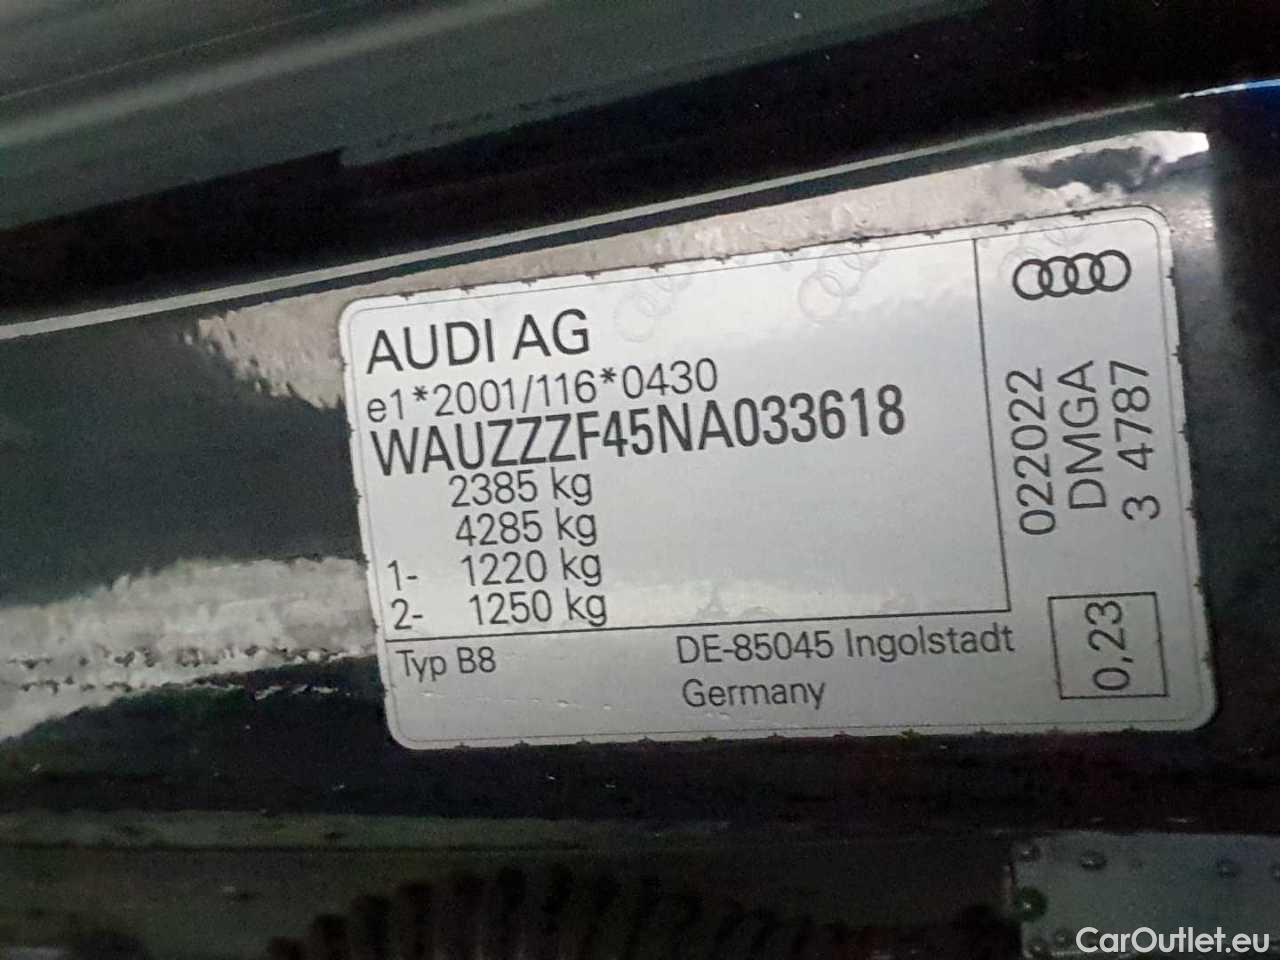 AUDI AG
e1*2001/116*0430
WAUZZZF45NA033618
2385 kg
4285 kg
1- 1220 kg
2- 1250 kg
Typ B8
DE-85045 Ingolstadt
Germany
022022
DMGA
3 4787
0,23
CarOutlet.eu